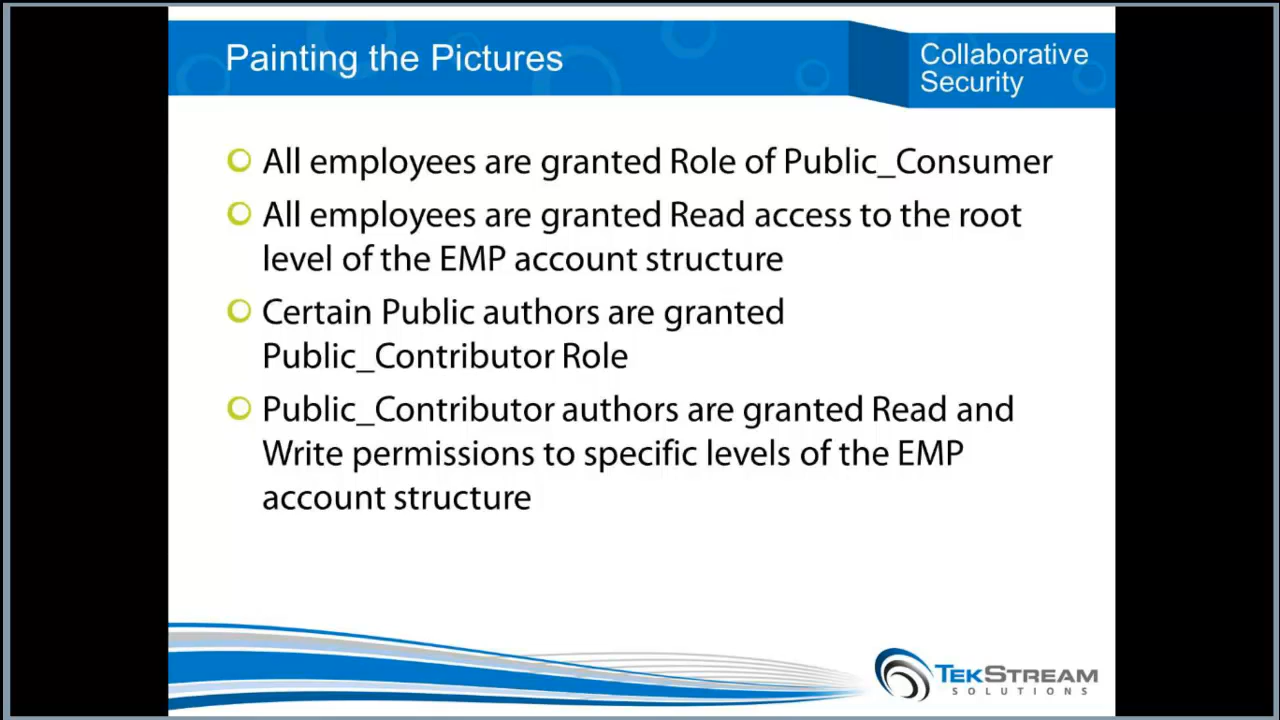 Painting the Pictures
Collaborative
Security
All employees are granted Role of Public_Consumer
All employees are granted Read access to the root
level of the EMP account structure
Certain Public authors are granted
Public_Contributor Role
Public_Contributor authors are granted Read and
Write permissions to specific levels of the EMP
account structure
TEKSTREAM
SOLUTIONS